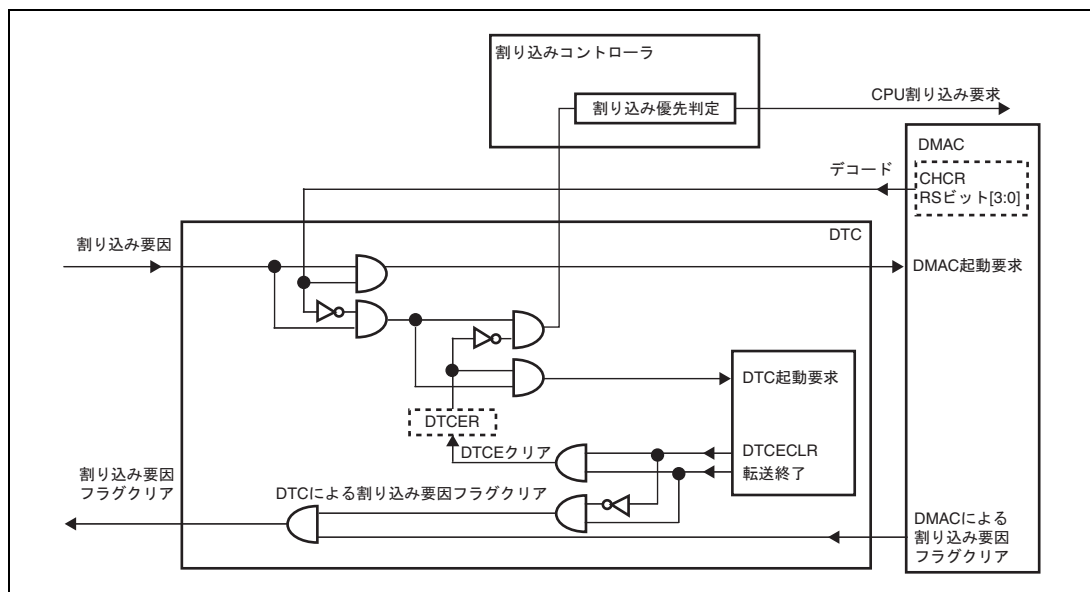 割り込みコントローラ
割り込み優先判定
CPU割り込み要求
DMAC
CHCR
RSビット[3:0]
デコード
DTC
割り込み要因
DMAC起動要求
DTC起動要求
DTCER
DTCEクリア
DTCECLR
転送終了
割り込み要因
フラグクリア
DTCによる割り込み要因フラグクリア
DMACによる
割り込み要因
フラグクリア